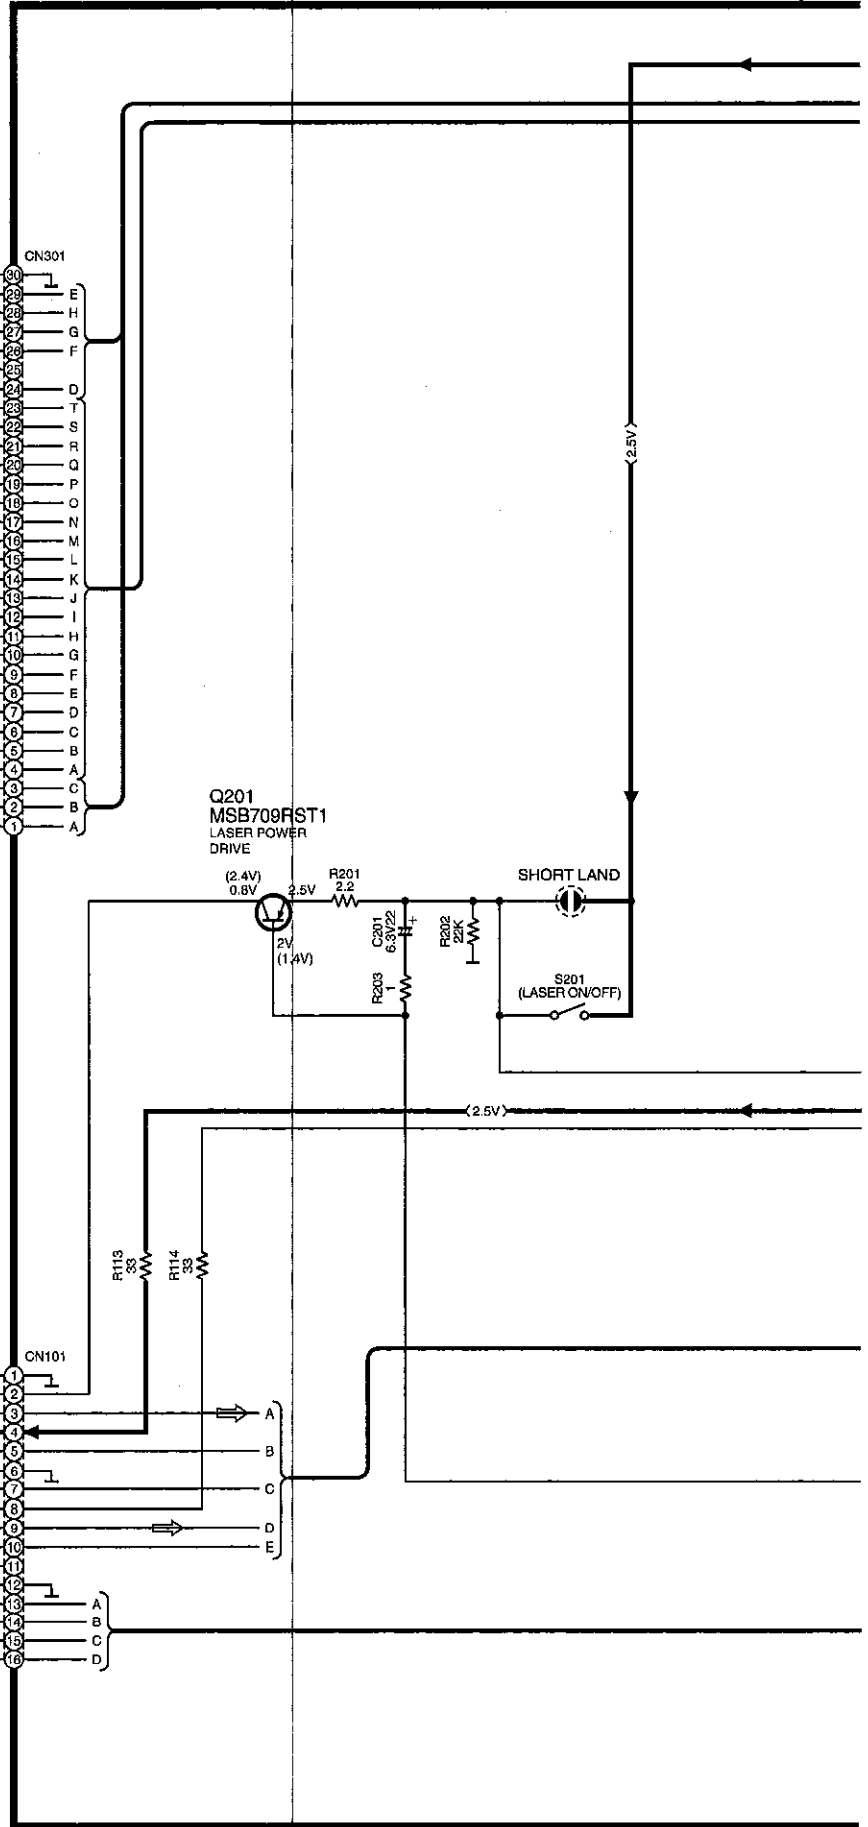 CN301
30
29 E
28 H
27 G
26 F
25
24 D
23 T
22 S
21 R
20 Q
19 P
18 O
17 N
16 M
15 L
14 K
13 J
12 I
11 H
10 G
9 F
8 E
7 D
6 C
5 B
4 A
3 C
2 B
1 A
(2.5V)
Q201
MSB709RST1
LASER POWER
DRIVE
(2.4V)
0.8V
2.5V
2V
(1.4V)
R201
2.2
C201
6.3V22
+
R203
1
R202
22K
SHORT LAND
S201
(LASER ON/OFF)
(2.5V)
R113
33
R114
33
CN101
1
2
3 A
4
5 B
6
7 C
8
9 D
10 E
11
12
13 A
14 B
15 C
16 D